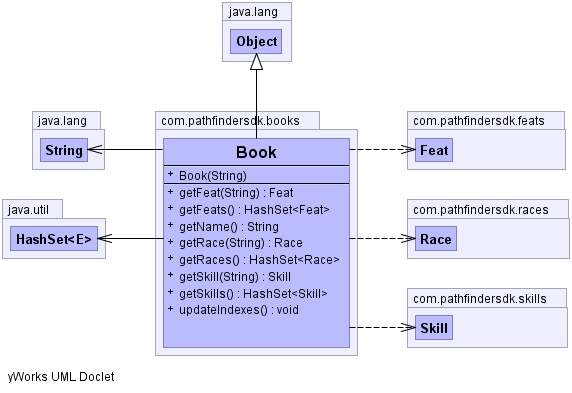 java.lang
Object
java.lang
String
java.util
HashSet<E>
com.pathfindersdk.books
Book
+ Book(String)
+ getFeat(String) : Feat
+ getFeats() : HashSet<Feat>
+ getName() : String
+ getRace(String) : Race
+ getRaces() : HashSet<Race>
+ getSkill(String) : Skill
+ getSkills() : HashSet<Skill>
+ updateIndexes() : void
com.pathfindersdk.feats
Feat
com.pathfindersdk.races
Race
com.pathfindersdk.skills
Skill
yWorks UML Doclet